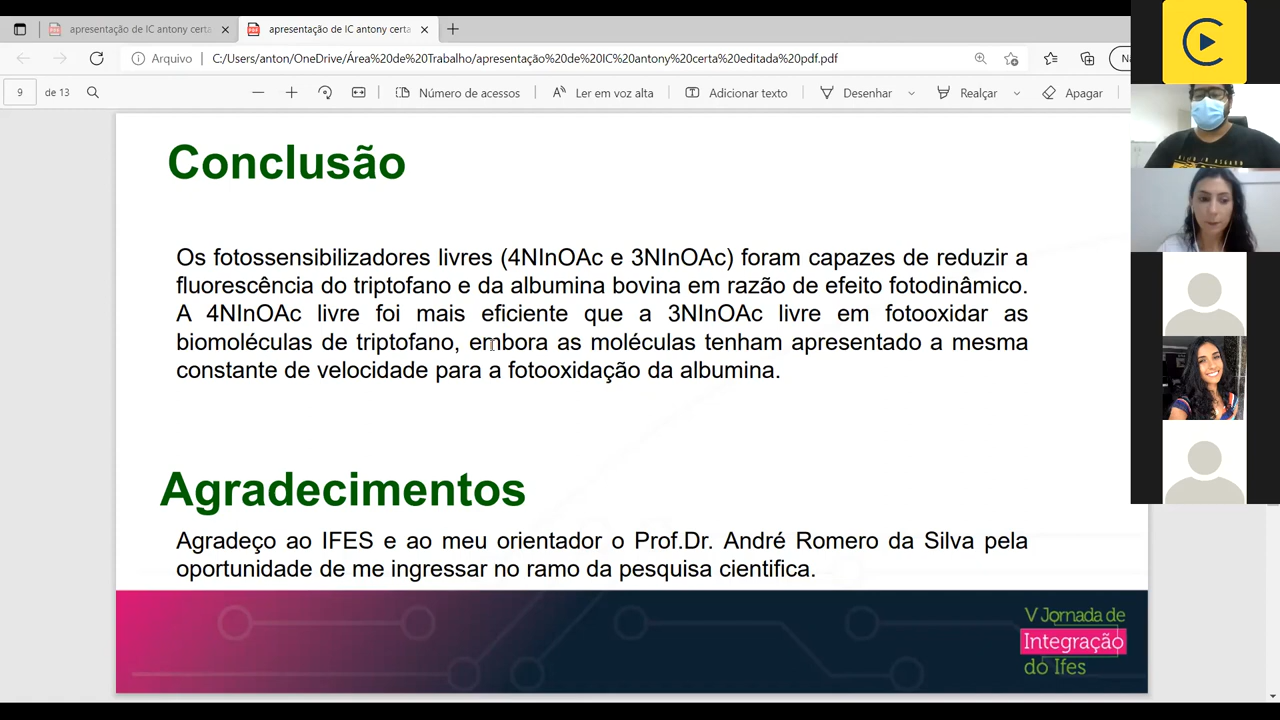 apresentação de IC antony certa
apresentação de IC antony certa
Arquivo
C:/Users/anton/OneDrive/Área%20de%20trabalho/apresentação%20de%20IC%20antony%20certa%20editada%20pdf.pdf
9 de 13
Número de acessos
Ler em voz alta
Adicionar texto
Desenhar
Realçar
Apagar
Conclusão
Os fotossensibilizadores livres (4NInOAc e 3NInOAc) foram capazes de reduzir a
fluorescência do triptofano e da albumina bovina em razão de efeito fotodinâmico.
A 4NInOAc livre foi mais eficiente que a 3NInOAc livre em fotooxidar as
biomoléculas de triptofano, embora as moléculas tenham apresentado a mesma
constante de velocidade para a fotooxidação da albumina.
Agradecimentos
Agradeço ao IFES e ao meu orientador o Prof.Dr. André Romero da Silva pela
oportunidade de me ingressar no ramo da pesquisa cientifica.
V Jornada de
Integração
do Ifes